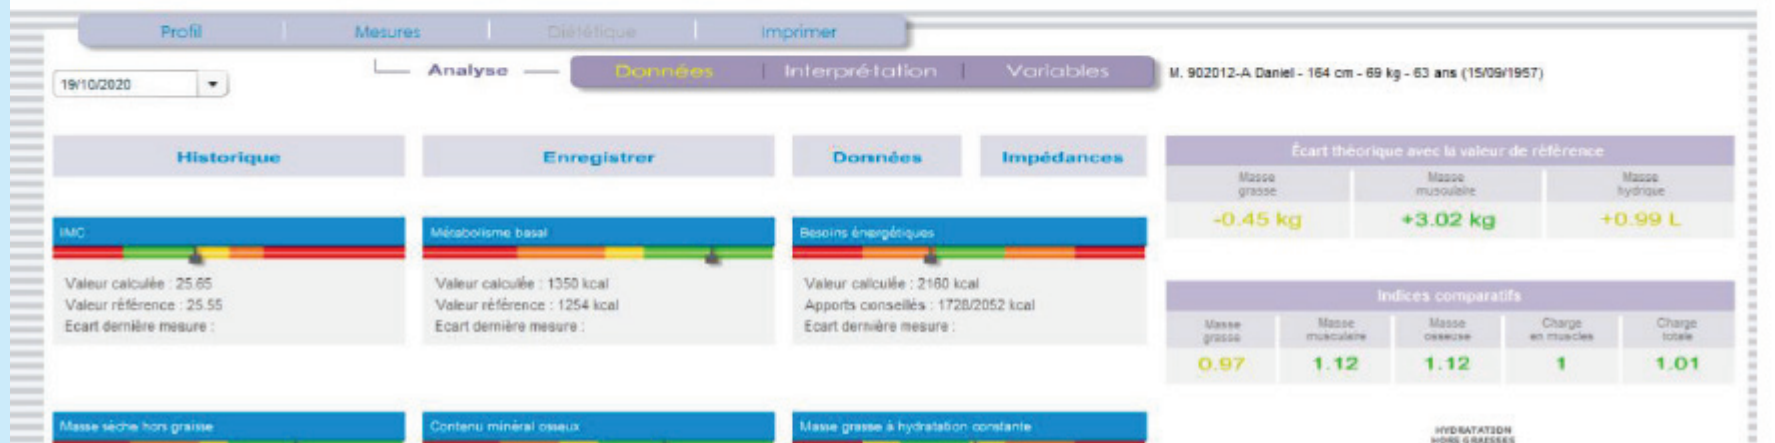 Profil Mesures Diététique Imprimer
19/10/2020
Analyse Données Interprétation Variables
M. 902012-A Daniel - 164 cm - 69 kg - 63 ans (15/09/1957)
Historique Enregistrer Données Impédances
Écart théorique avec la valeur de référence
Masse grasse Masse musculaire Masse hydrique
-0.45 kg +3.02 kg +0.99 L
IMC
Valeur calculée : 25.65
Valeur référence : 25.55
Ecart dernière mesure :
Métabolisme basal
Valeur calculée : 1350 kcal
Valeur référence : 1254 kcal
Ecart dernière mesure :
Besoins énergétiques
Valeur calculée : 2160 kcal
Apports conseillés : 1728/2052 kcal
Ecart dernière mesure :
Indices comparatifs
Masse grasse Masse musculaire Masse osseuse Charge en muscles Charge totale
0.97 1.12 1.12 1 1.01
Masse sèche hors graisse
Contenu minéral osseux
Masse grasse à hydratation constante
HYDRATATION
HORS GRAISSES